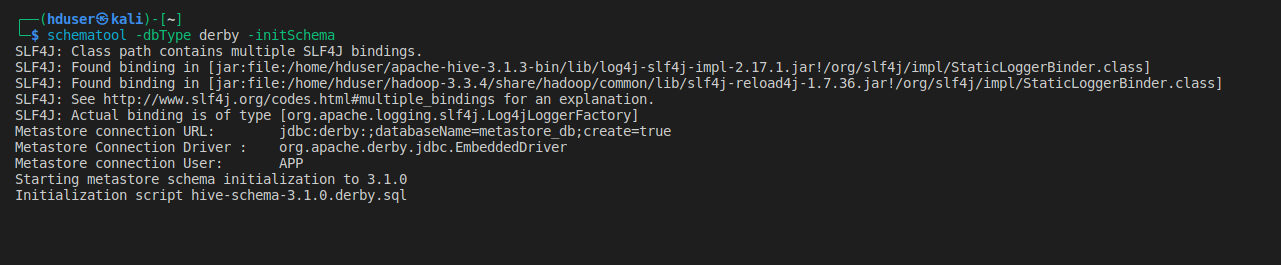 (hduser㉿kali)-[~]
$ schematool -dbType derby -initSchema
SLF4J: Class path contains multiple SLF4J bindings.
SLF4J: Found binding in [jar:file:/home/hduser/apache-hive-3.1.3-bin/lib/log4j-slf4j-impl-2.17.1.jar!/org/slf4j/impl/StaticLoggerBinder.class]
SLF4J: Found binding in [jar:file:/home/hduser/hadoop-3.3.4/share/hadoop/common/lib/slf4j-reload4j-1.7.36.jar!/org/slf4j/impl/StaticLoggerBinder.class]
SLF4J: See http://www.slf4j.org/codes.html#multiple_bindings for an explanation.
SLF4J: Actual binding is of type [org.apache.logging.slf4j.Log4jLoggerFactory]
Metastore connection URL:        jdbc:derby:;databaseName=metastore_db;create=true
Metastore Connection Driver :    org.apache.derby.jdbc.EmbeddedDriver
Metastore connection User:       APP
Starting metastore schema initialization to 3.1.0
Initialization script hive-schema-3.1.0.derby.sql